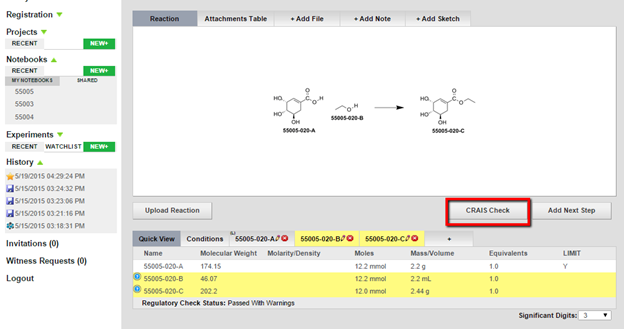 Registration
Projects
RECENT NEW+
Notebooks
RECENT NEW+
MY NOTEBOOKS SHARED
55005
55003
55004
Experiments
RECENT WATCHLIST NEW+
History
5/19/2015 04:29:24 PM
5/15/2015 03:24:32 PM
5/15/2015 03:23:06 PM
5/15/2015 03:21:16 PM
5/15/2015 03:18:31 PM
Invitations (0)
Witness Requests (0)
Logout
Reaction Attachments Table + Add File + Add Note + Add Sketch
HO O H
O
HO
OH
55005-020-A
O H
55005-020-B
HO O
O
HO
OH
55005-020-C
Upload Reaction CRAIS Check Add Next Step
Quick View Conditions 55005-020-A 55005-020-B 55005-020-C +
Name Molecular Weight Molarity/Density Moles Mass/Volume Equivalents LIMIT
55005-020-A 174.15 12.2 mmol 2.2 g 1.0 Y
55005-020-B 46.07 12.2 mmol 2.2 mL 1.0
55005-020-C 202.2 12.0 mmol 2.44 g 1.0
Regulatory Check Status: Passed With Warnings
Significant Digits: 3